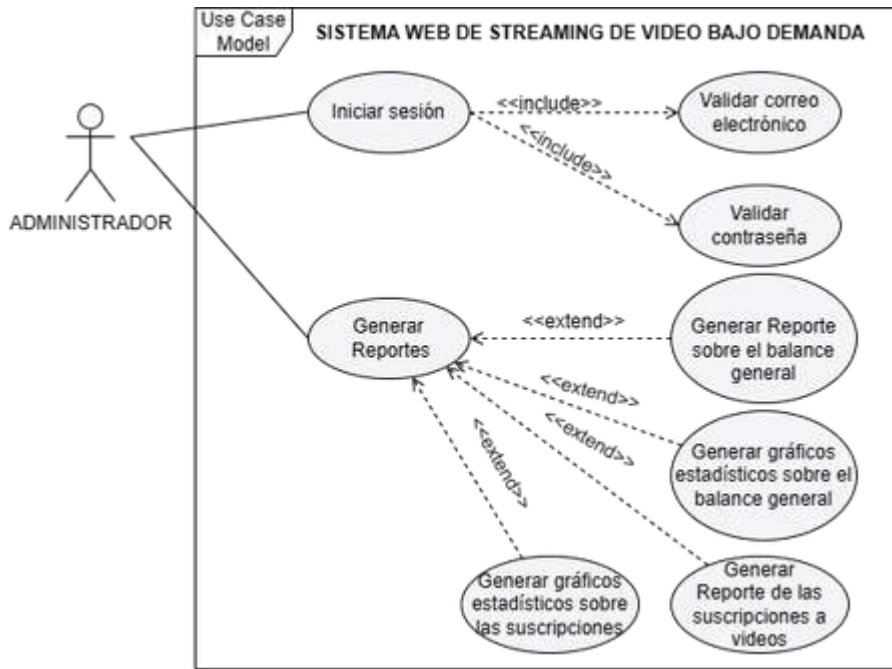 Use Case
Model
SISTEMA WEB DE STREAMING DE VIDEO BAJO DEMANDA
Iniciar sesión
<<include>>
Validar correo
electrónico
<<include>>
ADMINISTRADOR
Validar
contraseña
Generar
Reportes
<<extend>>
Generar Reporte
sobre el balance
general
<<extend>>
<<extend>>
<<extend>>
Generar gráficos
estadísticos sobre el
balance general
Generar gráficos
estadísticos sobre
las suscripciones
Generar
Reporte de las
suscripciones a
videos